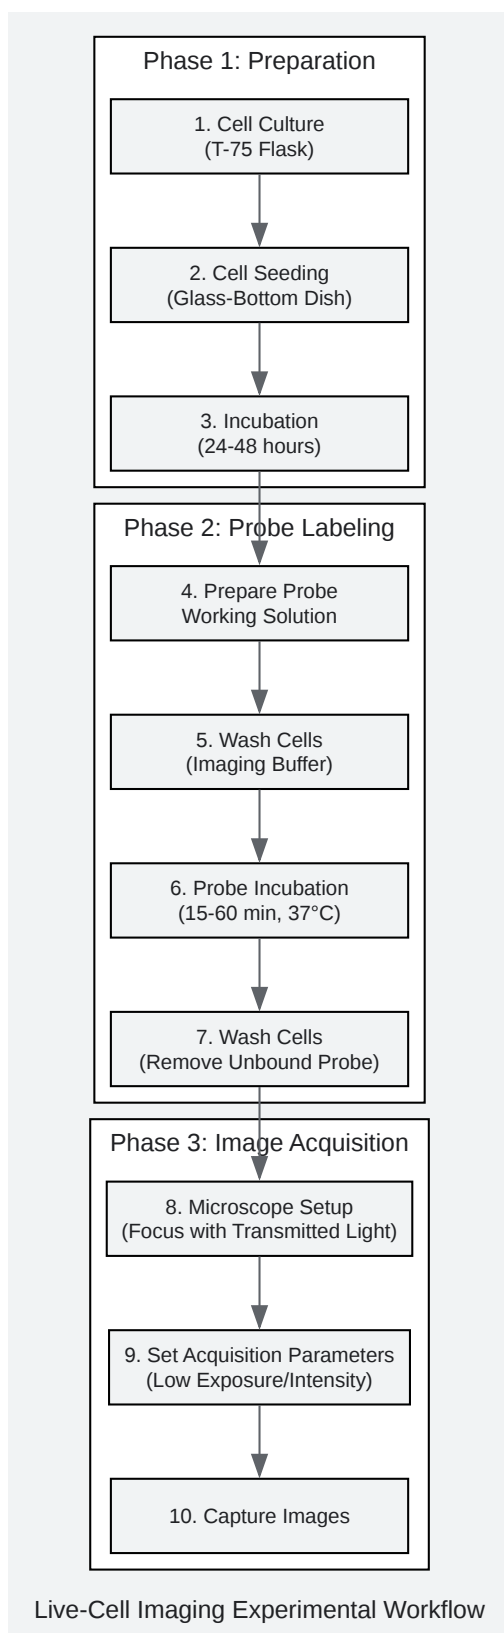 Phase 1: Preparation
1. Cell Culture
(T-75 Flask)
2. Cell Seeding
(Glass-Bottom Dish)
3. Incubation
(24-48 hours)
Phase 2: Probe Labeling
4. Prepare Probe
Working Solution
5. Wash Cells
(Imaging Buffer)
6. Probe Incubation
(15-60 min, 37°C)
7. Wash Cells
(Remove Unbound Probe)
Phase 3: Image Acquisition
8. Microscope Setup
(Focus with Transmitted Light)
9. Set Acquisition Parameters
(Low Exposure/Intensity)
10. Capture Images
Live-Cell Imaging Experimental Workflow